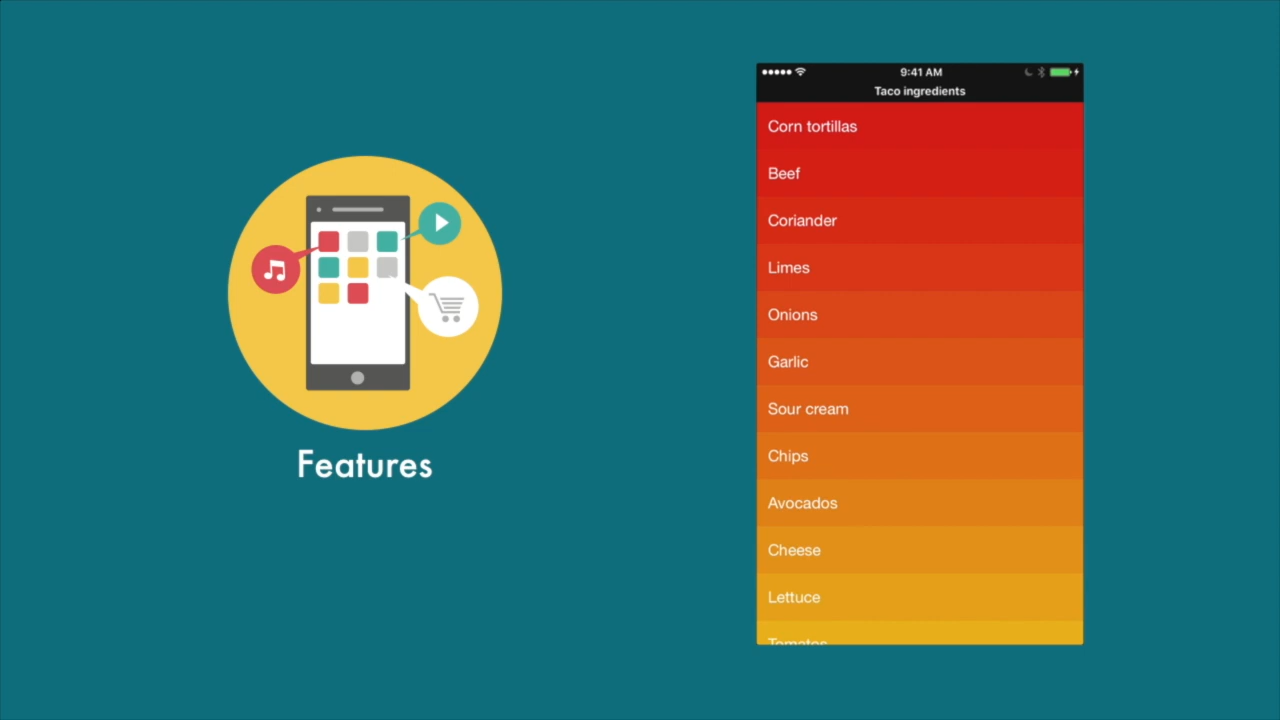 Features
9:41 AM
Taco ingredients
Corn tortillas
Beef
Coriander
Limes
Onions
Garlic
Sour cream
Chips
Avocados
Cheese
Lettuce
Tomatoes